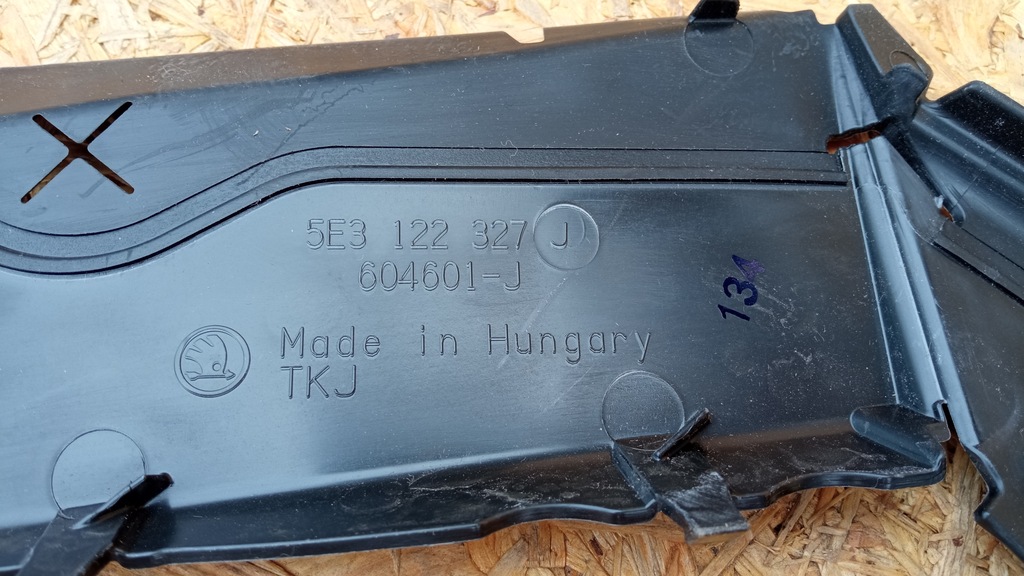 5E3 122 327 J
604601-J
134
Made in Hungary
TKJ